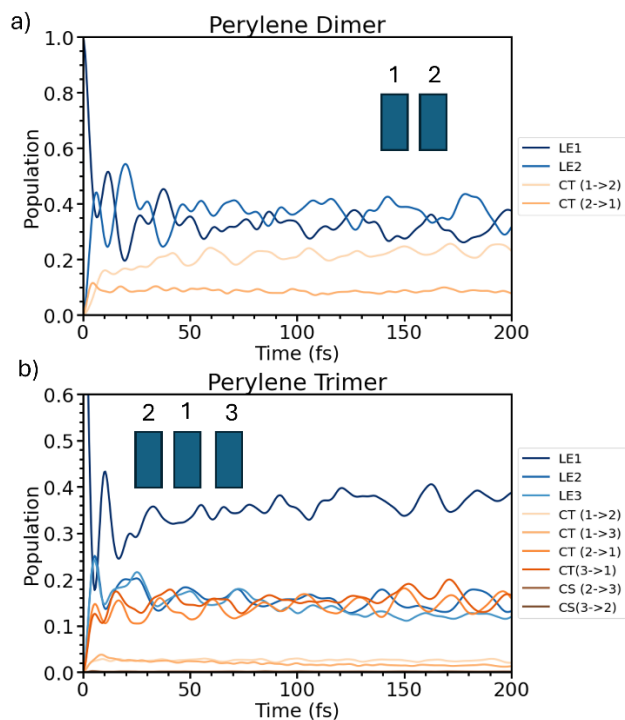 a)
Perylene Dimer
1.0
0.8
0.6
0.4
0.2
0.0
Population
1 2
0 50 100 150 200
Time (fs)
LE1
LE2
CT (1->2)
CT (2->1)
b)
Perylene Trimer
0.6
0.5
0.4
0.3
0.2
0.1
0.0
Population
2 1 3
0 50 100 150 200
Time (fs)
LE1
LE2
LE3
CT (1->2)
CT (1->3)
CT (2->1)
CT(3->1)
CS (2->3)
CS(3->2)